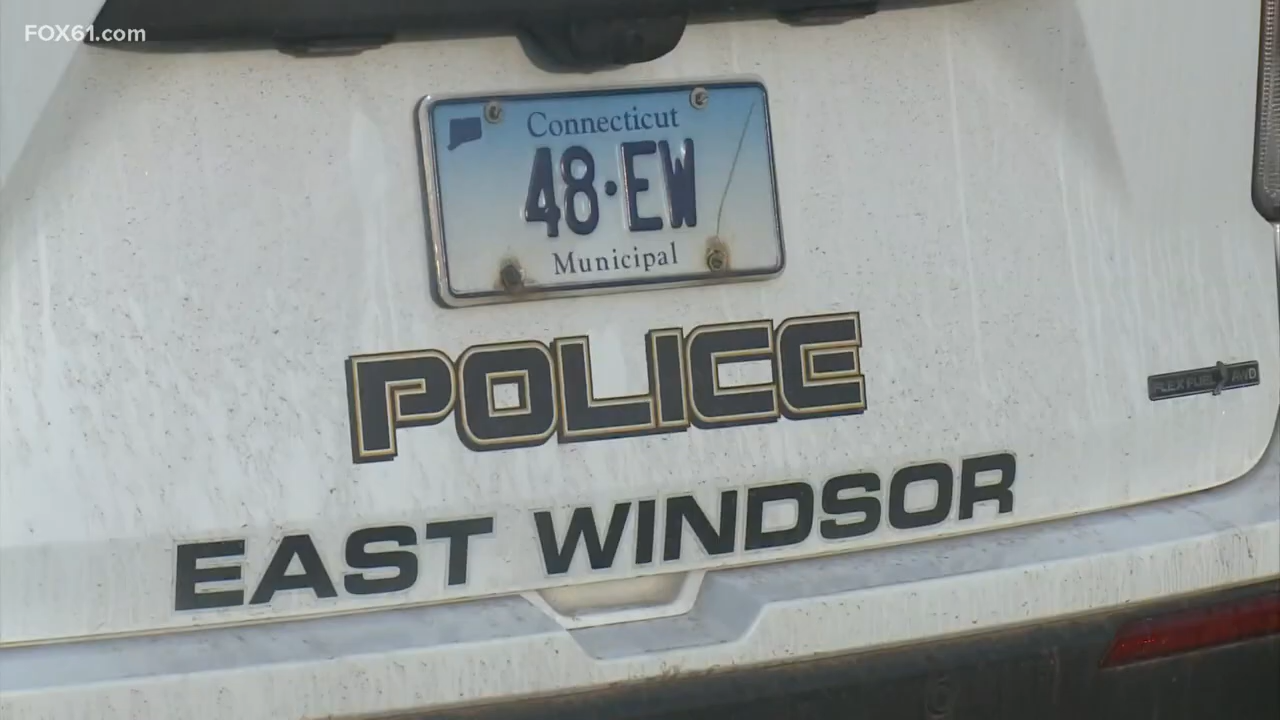 FOX61.com
Connecticut
48·EW
Municipal
POLICE
FLEX FUEL AWD
EAST WINDSOR